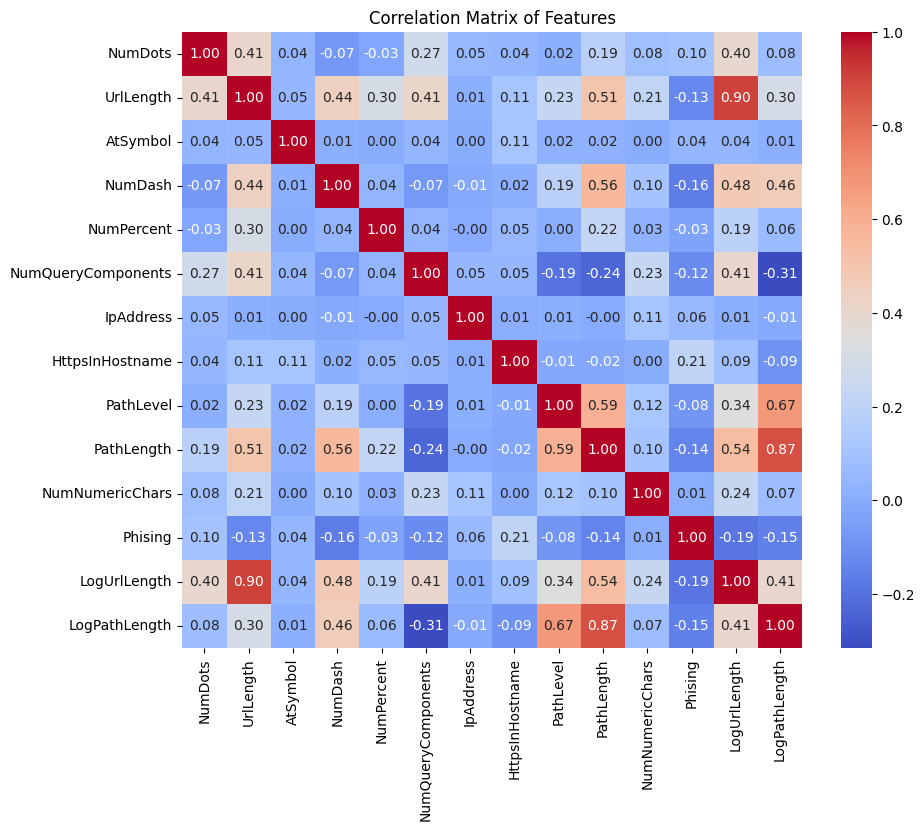 Correlation Matrix of Features
NumDots 1.00 0.41 0.04 -0.07 -0.03 0.27 0.05 0.04 0.02 0.19 0.08 0.10 0.40 0.08
UrlLength 0.41 1.00 0.05 0.44 0.30 0.41 0.01 0.11 0.23 0.51 0.21 -0.13 0.90 0.30
AtSymbol 0.04 0.05 1.00 0.01 0.00 0.04 0.00 0.11 0.02 0.02 0.00 0.04 0.04 0.01
NumDash -0.07 0.44 0.01 1.00 0.04 -0.07 -0.01 0.02 0.19 0.56 0.10 -0.16 0.48 0.46
NumPercent -0.03 0.30 0.00 0.04 1.00 0.04 -0.00 0.05 0.00 0.22 0.03 -0.03 0.19 0.06
NumQueryComponents 0.27 0.41 0.04 -0.07 0.04 1.00 0.05 0.05 -0.19 -0.24 0.23 -0.12 0.41 -0.31
IpAddress 0.05 0.01 0.00 -0.01 -0.00 0.05 1.00 0.01 0.01 -0.00 0.11 0.06 0.01 -0.01
HttpsInHostname 0.04 0.11 0.11 0.02 0.05 0.05 0.01 1.00 -0.01 -0.02 0.00 0.21 0.09 -0.09
PathLevel 0.02 0.23 0.02 0.19 0.00 -0.19 0.01 -0.01 1.00 0.59 0.12 -0.08 0.34 0.67
PathLength 0.19 0.51 0.02 0.56 0.22 -0.24 -0.00 -0.02 0.59 1.00 0.10 -0.14 0.54 0.87
NumNumericChars 0.08 0.21 0.00 0.10 0.03 0.23 0.11 0.00 0.12 0.10 1.00 0.01 0.24 0.07
Phising 0.10 -0.13 0.04 -0.16 -0.03 -0.12 0.06 0.21 -0.08 -0.14 0.01 1.00 -0.19 -0.15
LogUrlLength 0.40 0.90 0.04 0.48 0.19 0.41 0.01 0.09 0.34 0.54 0.24 -0.19 1.00 0.41
LogPathLength 0.08 0.30 0.01 0.46 0.06 -0.31 -0.01 -0.09 0.67 0.87 0.07 -0.15 0.41 1.00
NumDots
UrlLength
AtSymbol
NumDash
NumPercent
NumQueryComponents
IpAddress
HttpsInHostname
PathLevel
PathLength
NumNumericChars
Phising
LogUrlLength
LogPathLength
1.0
0.8
0.6
0.4
0.2
0.0
−0.2